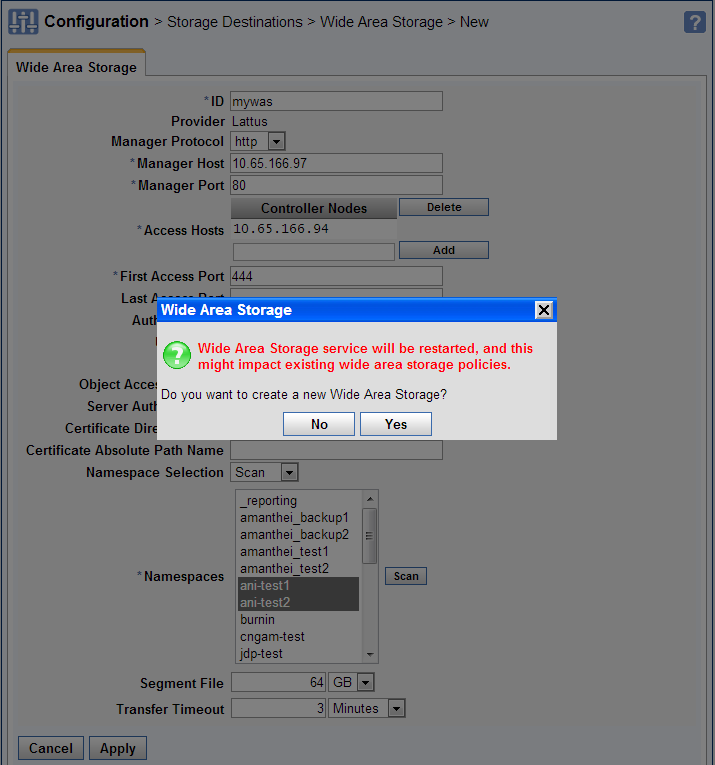 Configuration > Storage Destinations > Wide Area Storage > New
?
Wide Area Storage
*ID mywas
Provider Lattus
Manager Protocol http
*Manager Host 10.65.166.97
*Manager Port 80
Controller Nodes Delete
*Access Hosts 10.65.166.94
Add
*First Access Port 444
Last Access Port
Wide Area Storage X
Auth
?
Wide Area Storage service will be restarted, and this
might impact existing wide area storage policies.
Object Acces
Do you want to create a new Wide Area Storage?
Server Auth
Certificate Dire
No Yes
Certificate Absolute Path Name
Namespace Selection Scan
*Namespaces
_reporting
amanthei_backup1
amanthei_backup2
amanthei_test1
amanthei_test2
ani-test1
ani-test2
burnin
cngam-test
jdp-test
Scan
Segment File 64 GB
Transfer Timeout 3 Minutes
Cancel Apply